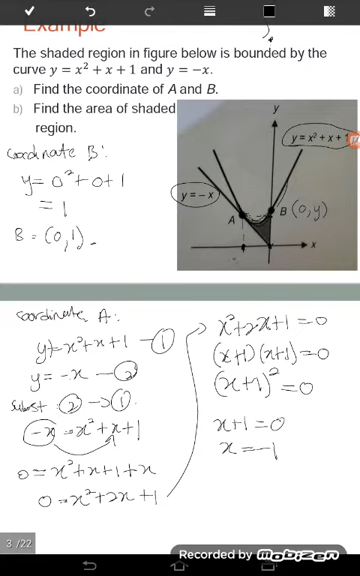 Example
The shaded region in figure below is bounded by the
curve y = x² + x + 1 and y = −x.
a) Find the coordinate of A and B.
b) Find the area of shaded
region.
y
y = x² + x + 1
y = −x
A
B (0, y)
x
coordinate B:
y = 0² + 0 + 1
= 1
B = (0, 1)
coordinate A:
y = x² + x + 1 — ①
y = −x — ②
subst ② → ①
−x = x² + x + 1
0 = x² + x + 1 + x
0 = x² + 2x + 1
x² + 2x + 1 = 0
(x+1)(x+1) = 0
(x+1)² = 0
x + 1 = 0
x = −1
3 /22
Recorded by Mobizen